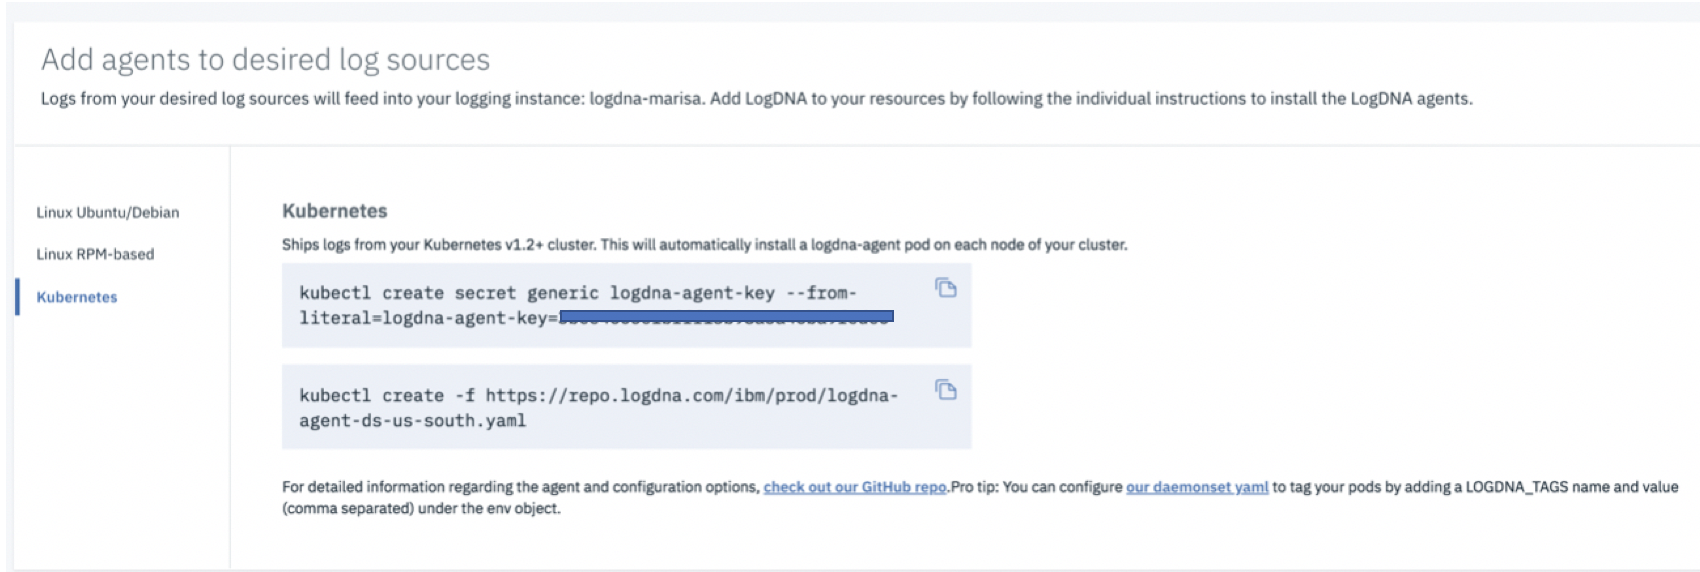 Add agents to desired log sources
Logs from your desired log sources will feed into your logging instance: logdna-marisa. Add LogDNA to your resources by following the individual instructions to install the LogDNA agents.
Linux Ubuntu/Debian
Linux RPM-based
Kubernetes
Kubernetes
Ships logs from your Kubernetes v1.2+ cluster. This will automatically install a logdna-agent pod on each node of your cluster.
kubectl create secret generic logdna-agent-key --from-
literal=logdna-agent-key=
kubectl create -f https://repo.logdna.com/ibm/prod/logdna-
agent-ds-us-south.yaml
For detailed information regarding the agent and configuration options, check out our GitHub repo.Pro tip: You can configure our daemonset yaml to tag your pods by adding a LOGDNA_TAGS name and value
(comma separated) under the env object.